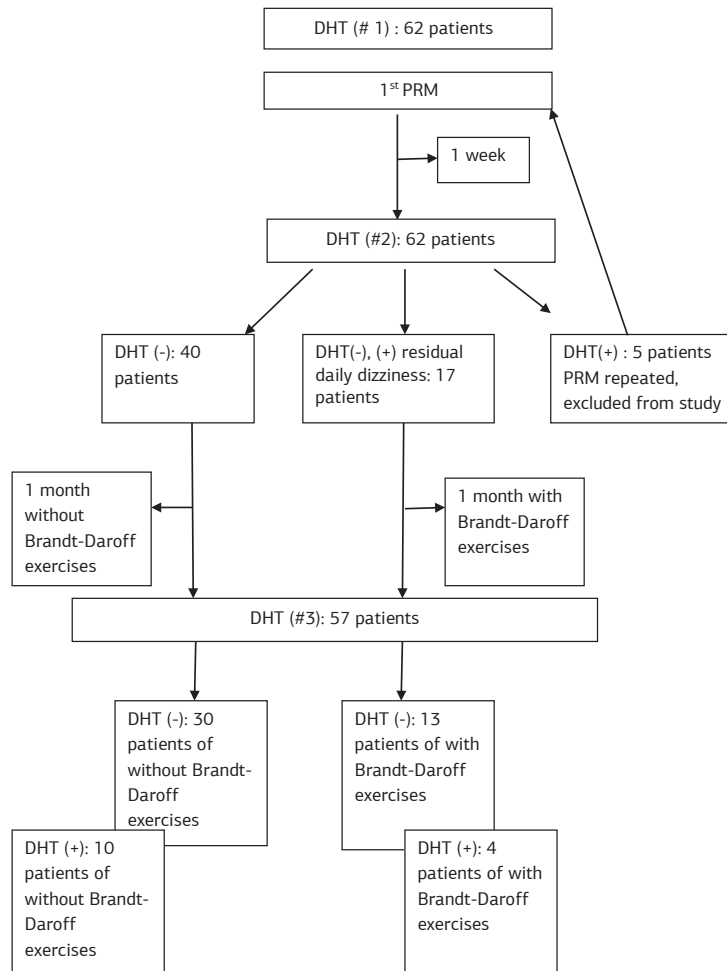 DHT (# 1) : 62 patients
1st PRM
1 week
DHT (#2): 62 patients
DHT (-): 40
patients
DHT(-), (+) residual
daily dizziness: 17
patients
DHT(+) : 5 patients
PRM repeated,
excluded from study
1 month
without
Brandt-Daroff
exercises
1 month with
Brandt-Daroff
exercises
DHT (#3): 57 patients
DHT (-): 30
patients of
without Brandt-
Daroff
exercises
DHT (-): 13
patients of with
Brandt-Daroff
exercises
DHT (+): 10
patients of
without Brandt-
Daroff
exercises
DHT (+): 4
patients of with
Brandt-Daroff
exercises